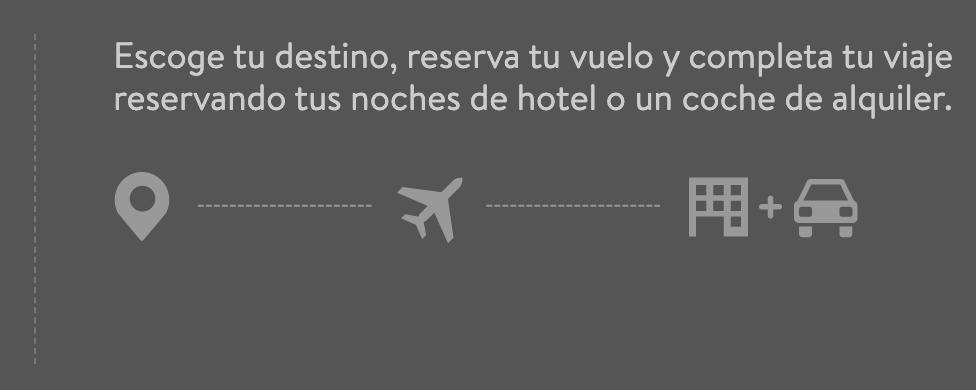 Escoge tu destino, reserva tu vuelo y completa tu viaje
reservando tus noches de hotel o un coche de alquiler.